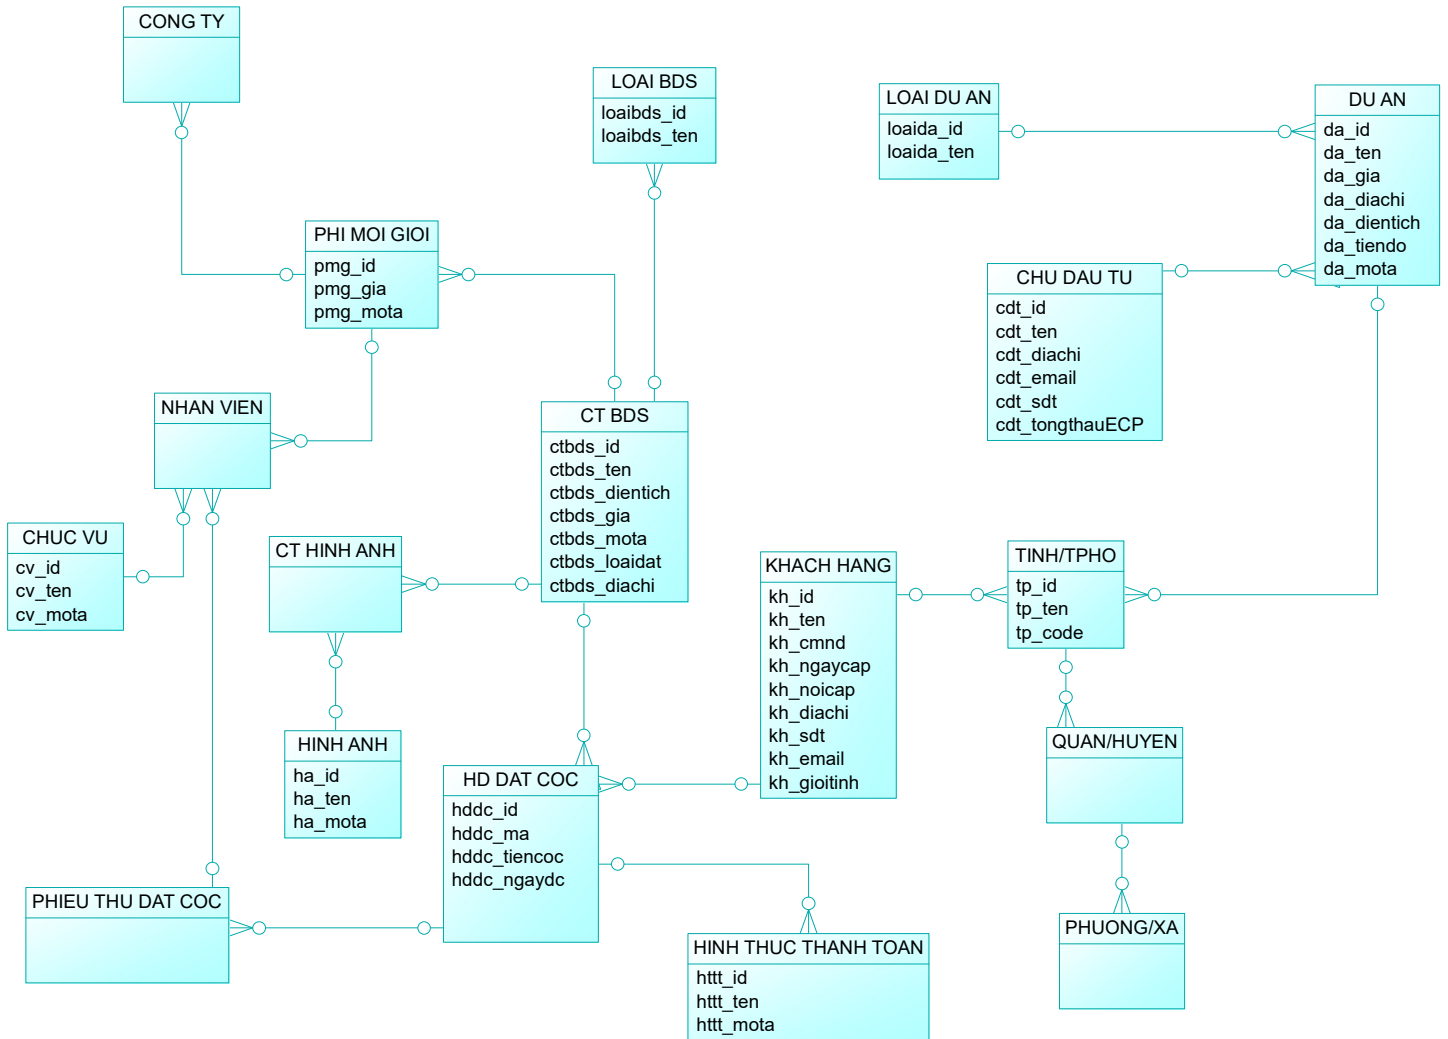 CONG TY
LOAI BDS
loaibds_id
loaibds_ten
LOAI DU AN
loaida_id
loaida_ten
DU AN
da_id
da_ten
da_gia
da_diachi
da_dientich
da_tiendo
da_mota
PHI MOI GIOI
pmg_id
pmg_gia
pmg_mota
CHU DAU TU
cdt_id
cdt_ten
cdt_diachi
cdt_email
cdt_sdt
cdt_tongthauECP
NHAN VIEN
CT BDS
ctbds_id
ctbds_ten
ctbds_dientich
ctbds_gia
ctbds_mota
ctbds_loaidat
ctbds_diachi
CHUC VU
cv_id
cv_ten
cv_mota
CT HINH ANH
KHACH HANG
kh_id
kh_ten
kh_cmnd
kh_ngaycap
kh_noicap
kh_diachi
kh_sdt
kh_email
kh_gioitinh
TINH/TPHO
tp_id
tp_ten
tp_code
HINH ANH
ha_id
ha_ten
ha_mota
QUAN/HUYEN
HD DAT COC
hddc_id
hddc_ma
hddc_tiencoc
hddc_ngaydc
PHIEU THU DAT COC
PHUONG/XA
HINH THUC THANH TOAN
httt_id
httt_ten
httt_mota